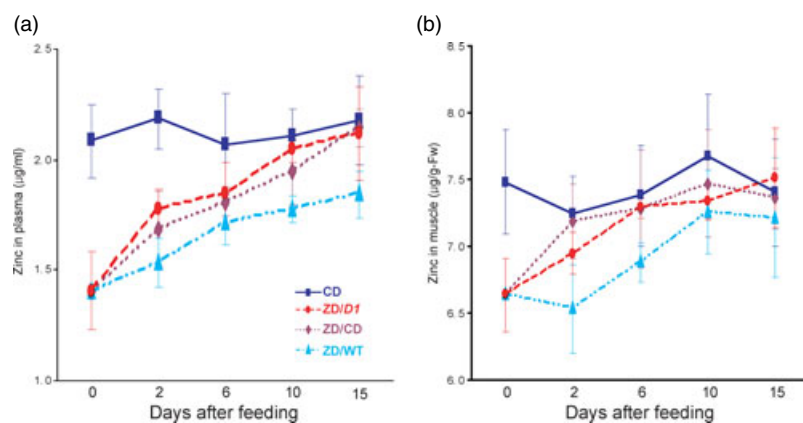 (a)
Zinc in plasma (µg/ml)
2.5
2.0
1.5
1.0
CD
ZD/D1
ZD/CD
ZD/WT
0 2 6 10 15
Days after feeding
(b)
Zinc in muscle (µg/g-Fw)
8.5
8.0
7.5
7.0
6.5
6.0
0 2 6 10 15
Days after feeding